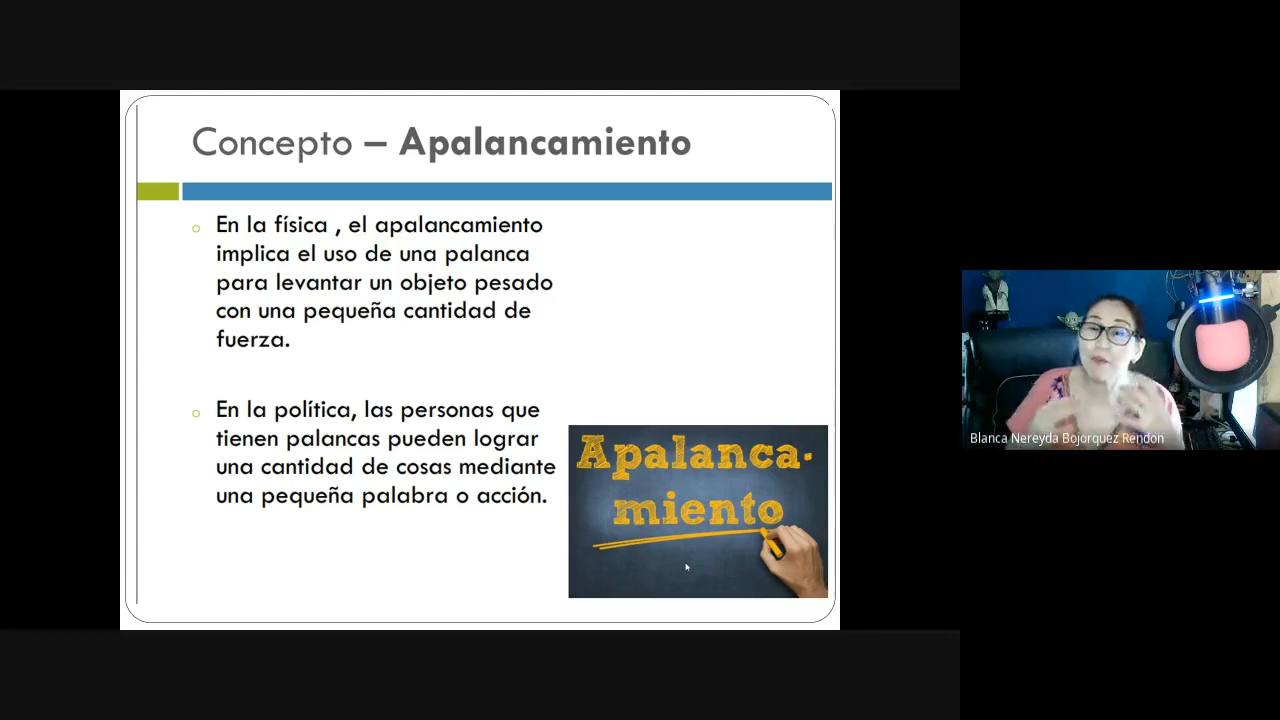 Concepto – Apalancamiento
En la física , el apalancamiento
implica el uso de una palanca
para levantar un objeto pesado
con una pequeña cantidad de
fuerza.
En la política, las personas que
tienen palancas pueden lograr
una cantidad de cosas mediante
una pequeña palabra o acción.
Apalanca-
miento
Blanca Nereyda Bojorquez Rendon